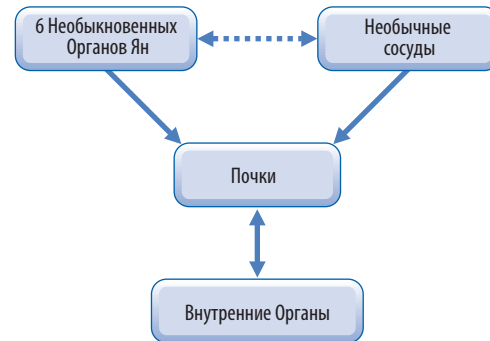 6 Необыкновенных
Органов Ян
Необычные
сосуды
Почки
Внутренние Органы